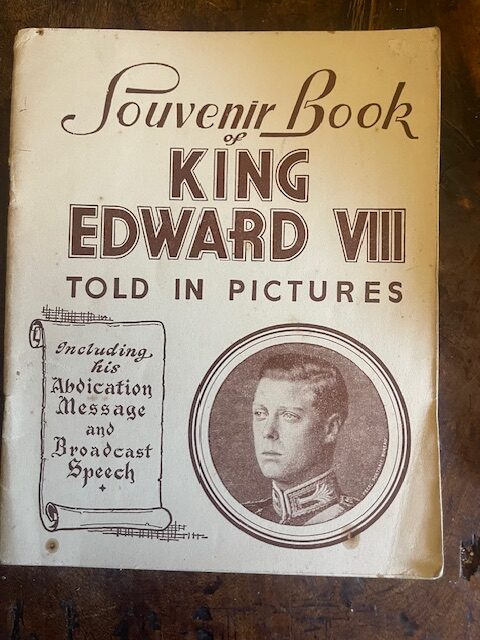 Souvenir Book
of
KING
EDWARD VIII
TOLD IN PICTURES
Including
his
Abdication
Message
and
Broadcast
Speech